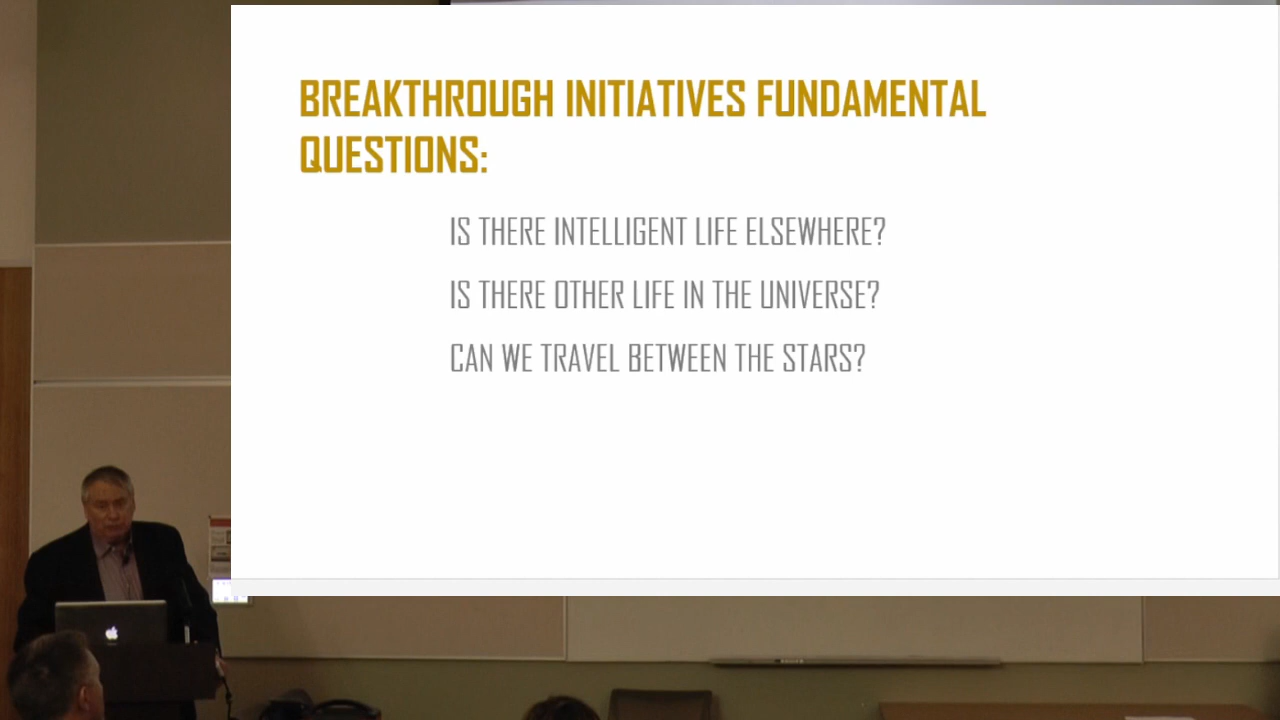 BREAKTHROUGH INITIATIVES FUNDAMENTAL
QUESTIONS:
IS THERE INTELLIGENT LIFE ELSEWHERE?
IS THERE OTHER LIFE IN THE UNIVERSE?
CAN WE TRAVEL BETWEEN THE STARS?